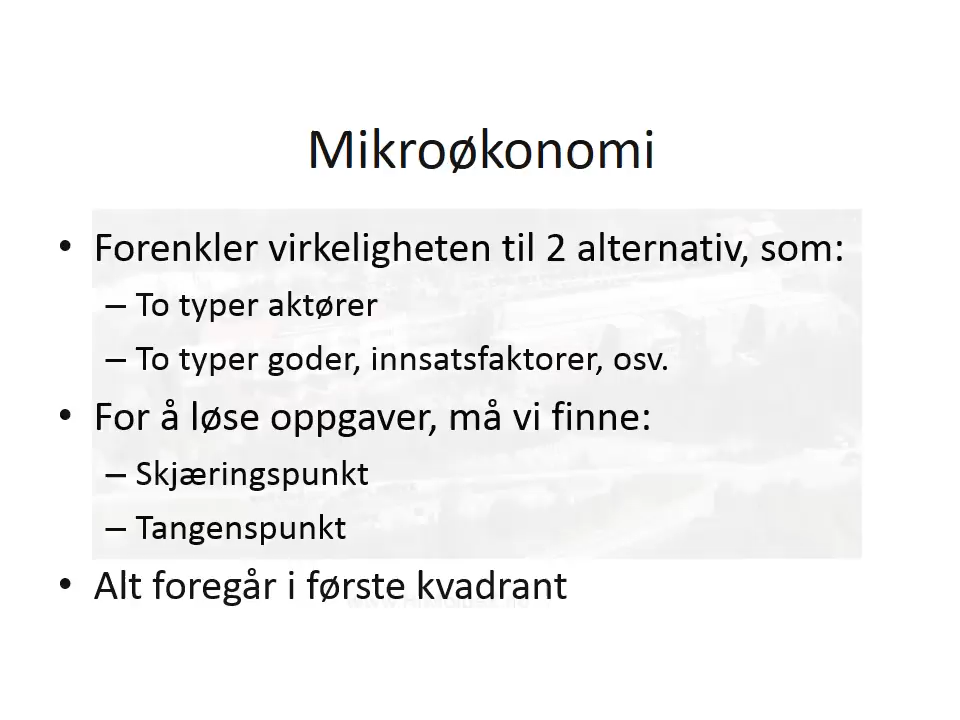 Mikroøkonomi
• Forenkler virkeligheten til 2 alternativ, som:
– To typer aktører
– To typer goder, innsatsfaktorer, osv.
• For å løse oppgaver, må vi finne:
– Skjæringspunkt
– Tangenspunkt
• Alt foregår i første kvadrant